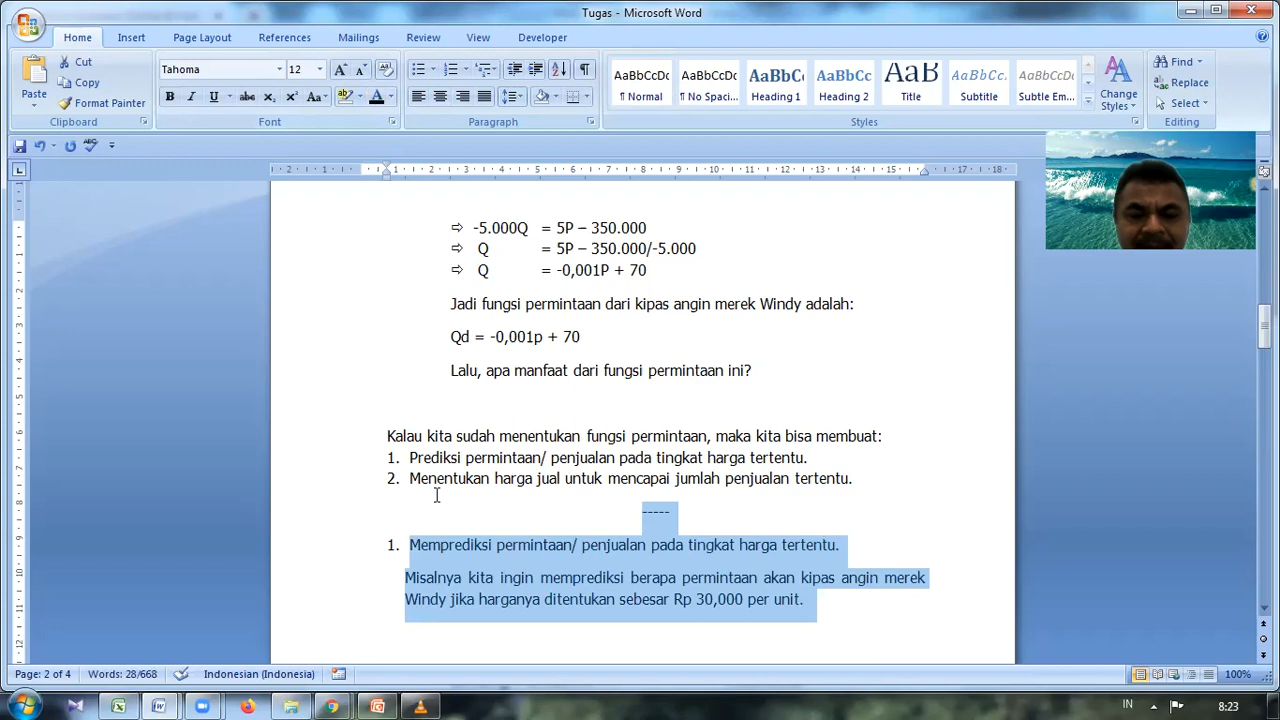 Tugas - Microsoft Word
Home Insert Page Layout References Mailings Review View Developer
Paste
Cut
Copy
Format Painter
Clipboard
Tahoma 12
Font
Paragraph
AaBbCcDc AaBbCcDc AaBbC AaBbCc AaB AaBbCc. AaBbCcDc
¶ Normal ¶ No Spaci... Heading 1 Heading 2 Title Subtitle Subtle Em...
Change Styles
Styles
Find
Replace
Select
Editing
⇨ -5.000Q = 5P – 350.000
⇨ Q = 5P – 350.000/-5.000
⇨ Q = -0,001P + 70
Jadi fungsi permintaan dari kipas angin merek Windy adalah:
Qd = -0,001p + 70
Lalu, apa manfaat dari fungsi permintaan ini?
Kalau kita sudah menentukan fungsi permintaan, maka kita bisa membuat:
1. Prediksi permintaan/ penjualan pada tingkat harga tertentu.
2. Menentukan harga jual untuk mencapai jumlah penjualan tertentu.
-----
1. Memprediksi permintaan/ penjualan pada tingkat harga tertentu.
Misalnya kita ingin memprediksi berapa permintaan akan kipas angin merek
Windy jika harganya ditentukan sebesar Rp 30,000 per unit.
Page: 2 of 4 Words: 28/668 Indonesian (Indonesia) 100%
IN 8:23